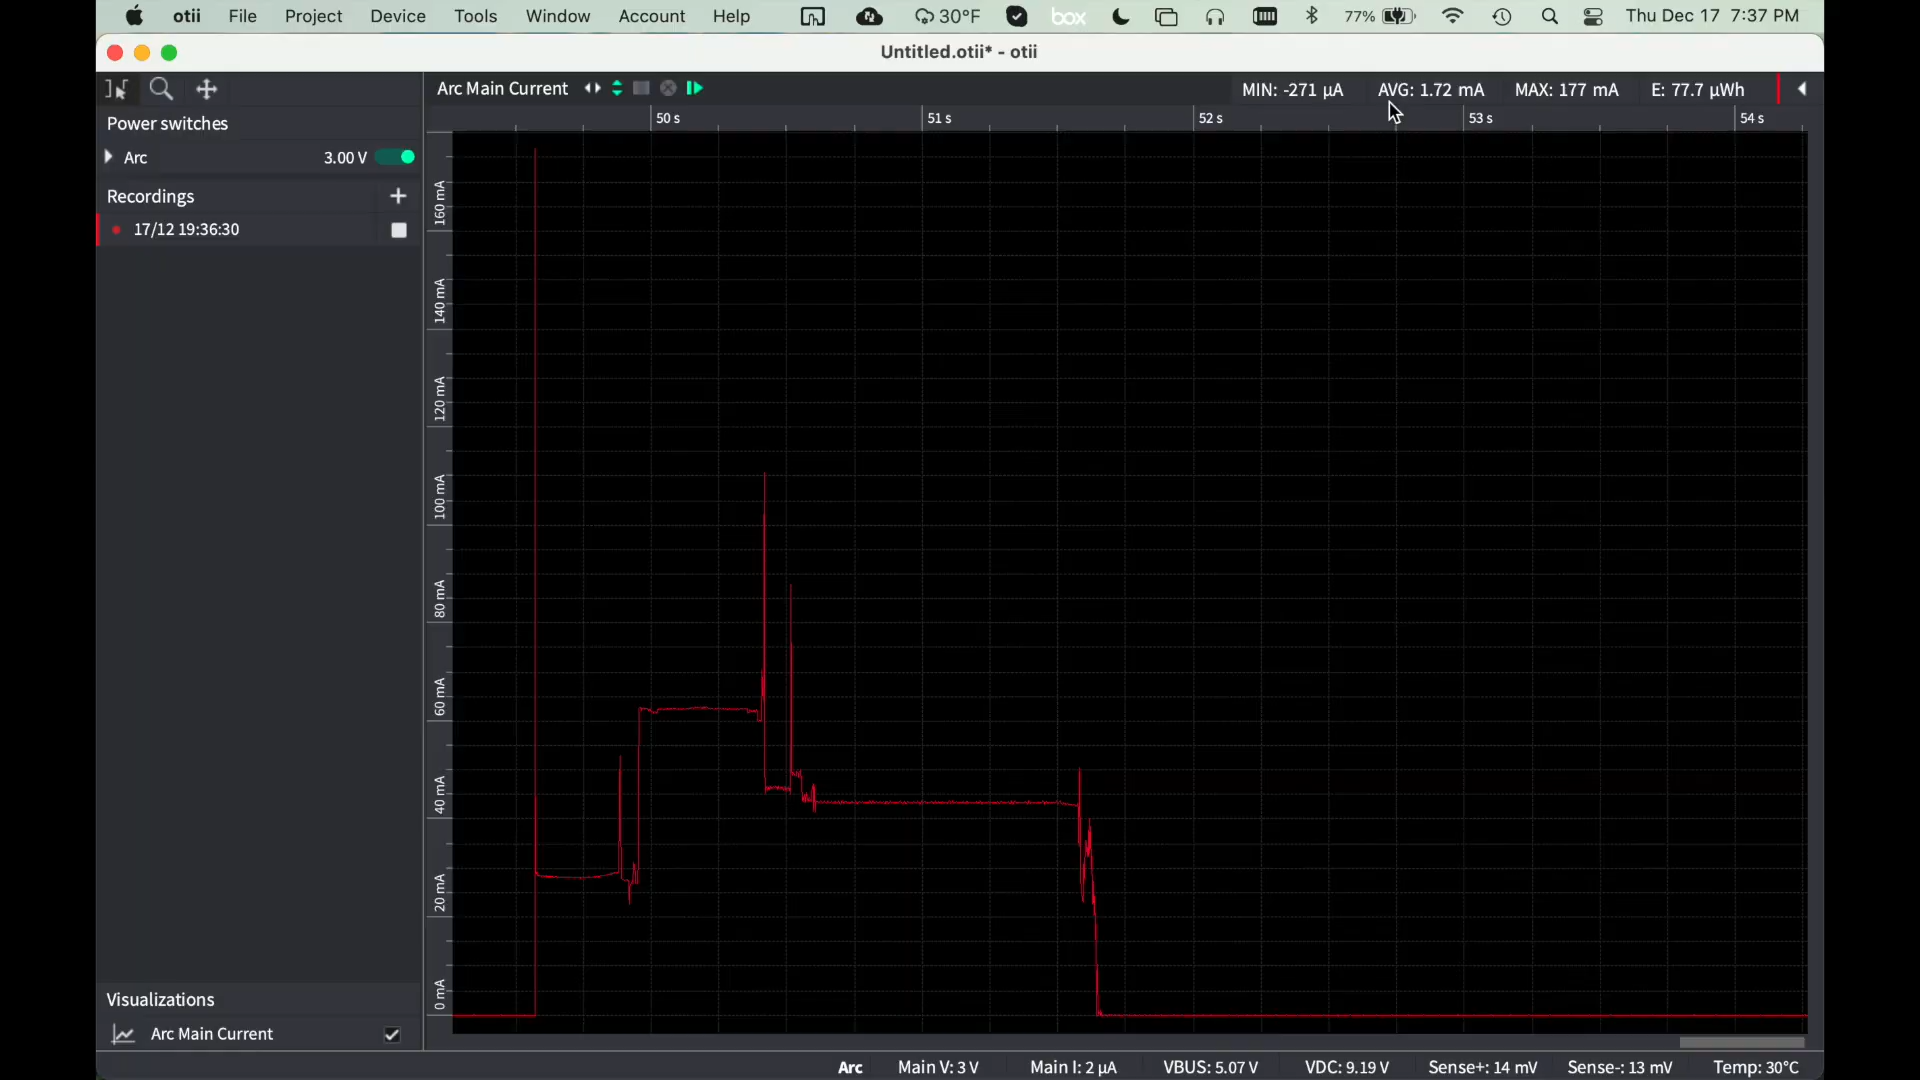 otii File Project Device Tools Window Account Help box 30°F 77% Thu Dec 17 7:37 PM
Untitled.otii* - otii
Arc Main Current MIN: -271 µA AVG: 1.72 mA MAX: 177 mA E: 77.7 µWh
50 s 51 s 52 s 53 s 54 s
Power switches
Arc 3.00 V
Recordings
17/12 19:36:30
160 mA
140 mA
120 mA
100 mA
80 mA
60 mA
40 mA
20 mA
0 mA
Visualizations
Arc Main Current
Arc Main V: 3 V Main I: 2 µA VBUS: 5.07 V VDC: 9.19 V Sense+: 14 mV Sense-: 13 mV Temp: 30°C